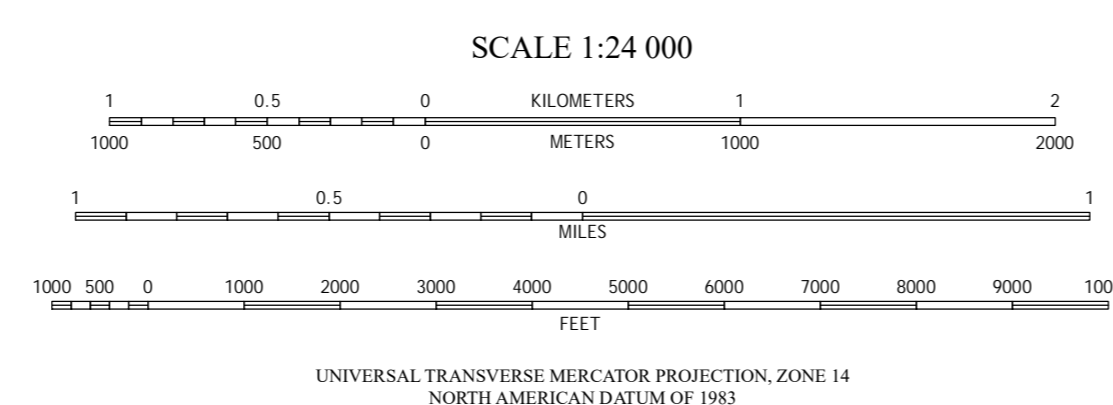 SCALE 1:24 000
1 0.5 0 KILOMETERS 1 2
1000 500 0 METERS 1000 2000
1 0.5 0 1
MILES
1000 500 0 1000 2000 3000 4000 5000 6000 7000 8000 9000 100
FEET
UNIVERSAL TRANSVERSE MERCATOR PROJECTION, ZONE 14
NORTH AMERICAN DATUM OF 1983